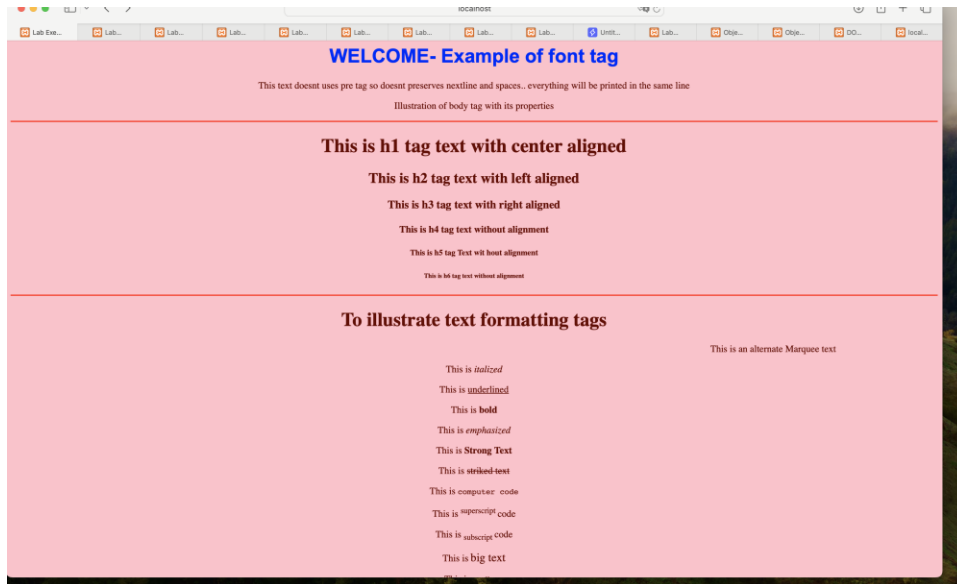 localhost
Lab Exe... Lab... Lab... Lab... Lab... Lab... Lab... Lab... Lab... Untit... Lab... Obje... Obje... DO... local...
WELCOME- Example of font tag
This text doesnt uses pre tag so doesnt preserves nextline and spaces.. everything will be printed in the same line
Illustration of body tag with its properties
This is h1 tag text with center aligned
This is h2 tag text with left aligned
This is h3 tag text with right aligned
This is h4 tag text without alignment
This is h5 tag Text wit hout alignment
This is h6 tag text without alignment
To illustrate text formatting tags
This is an alternate Marquee text
This is italized
This is underlined
This is bold
This is emphasized
This is Strong Text
This is striked text
This is computer code
This is superscript code
This is subscript code
This is big text